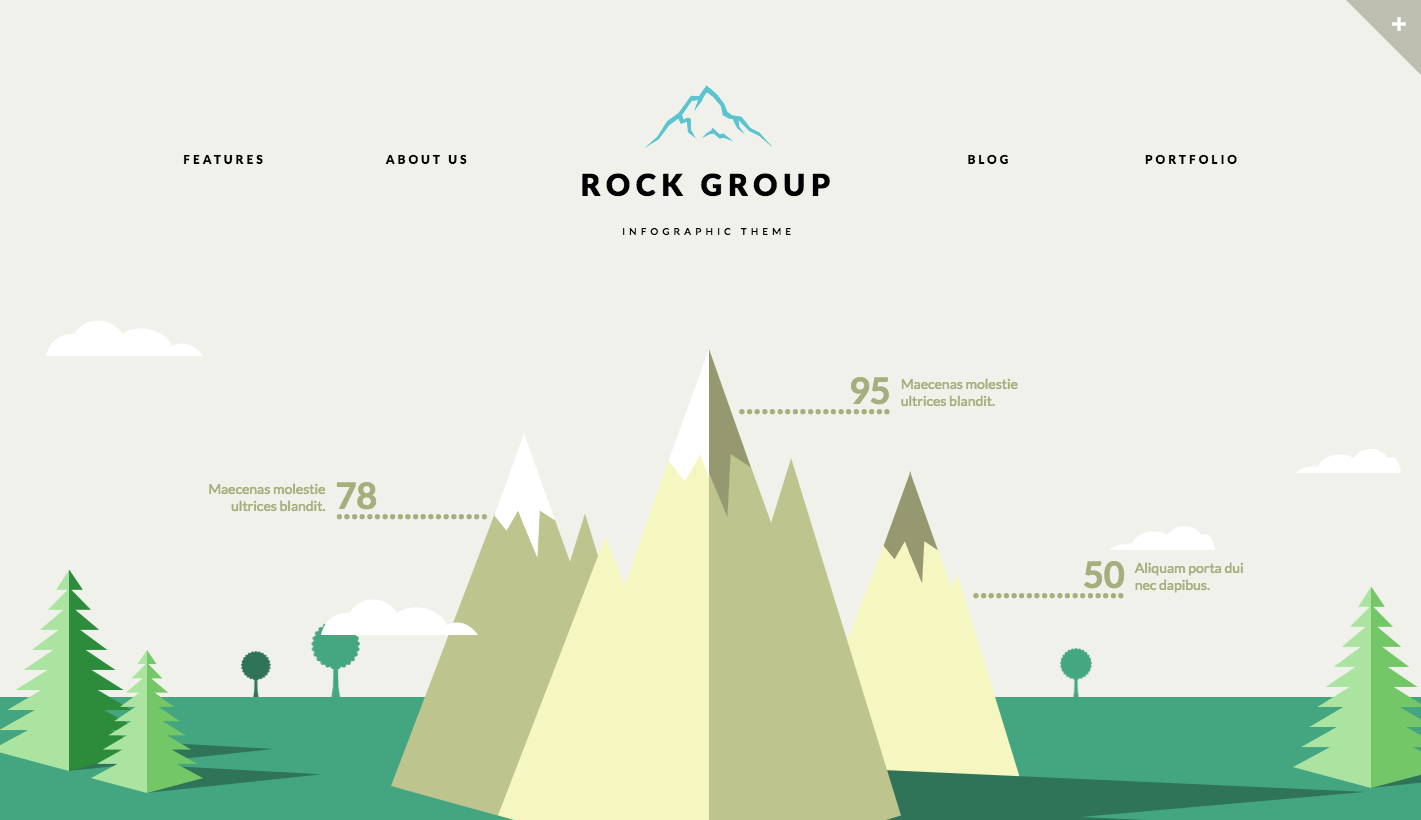 +
FEATURES
ABOUT US
ROCK GROUP
INFOGRAPHIC THEME
BLOG
PORTFOLIO
95
Maecenas molestie
ultrices blandit.
Maecenas molestie
ultrices blandit.
78
50
Aliquam porta dui
nec dapibus.